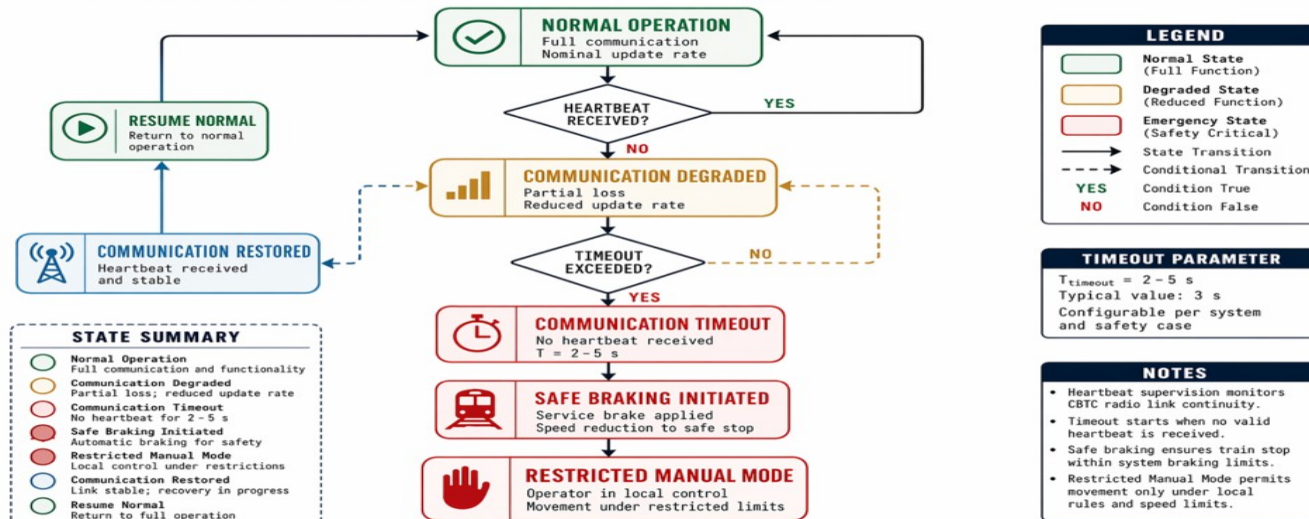 NORMAL OPERATION
Full communication
Nominal update rate
HEARTBEAT
RECEIVED?
YES
NO
RESUME NORMAL
Return to normal
operation
COMMUNICATION DEGRADED
Partial loss
Reduced update rate
COMMUNICATION RESTORED
Heartbeat received
and stable
TIMEOUT
EXCEEDED?
NO
YES
COMMUNICATION TIMEOUT
No heartbeat received
T = 2–5 s
SAFE BRAKING INITIATED
Service brake applied
Speed reduction to safe stop
RESTRICTED MANUAL MODE
Operator in local control
Movement under restricted limits
STATE SUMMARY
Normal Operation
Full communication and functionality
Communication Degraded
Partial loss; reduced update rate
Communication Timeout
No heartbeat for 2–5 s
Safe Braking Initiated
Automatic braking for safety
Restricted Manual Mode
Local control under restrictions
Communication Restored
Link stable; recovery in progress
Resume Normal
Return to full operation
LEGEND
Normal State
(Full Function)
Degraded State
(Reduced Function)
Emergency State
(Safety Critical)
State Transition
Conditional Transition
YES Condition True
NO Condition False
TIMEOUT PARAMETER
Ttimeout = 2–5 s
Typical value: 3 s
Configurable per system
and safety case
NOTES
• Heartbeat supervision monitors
CBTC radio link continuity.
• Timeout starts when no valid
heartbeat is received.
• Safe braking ensures train stop
within system braking limits.
• Restricted Manual Mode permits
movement only under local
rules and speed limits.